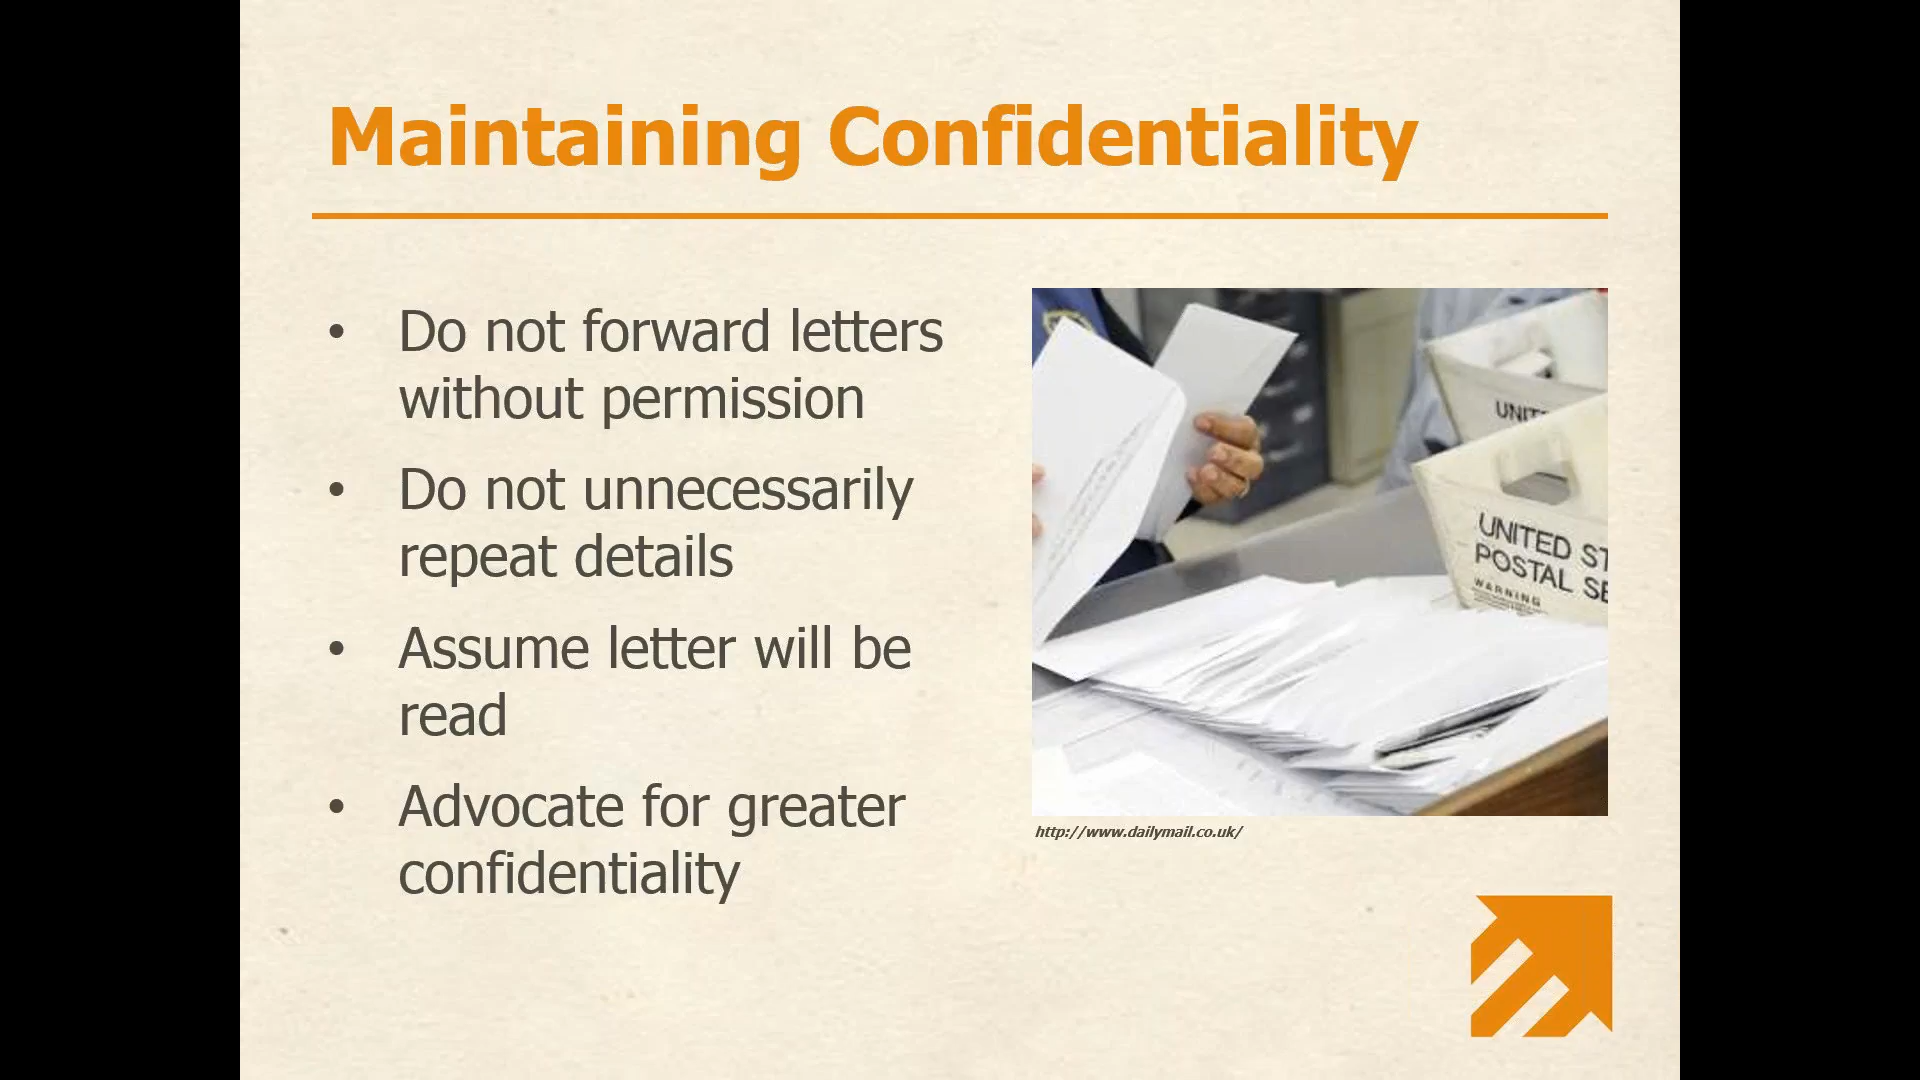 Maintaining Confidentiality
• Do not forward letters
without permission
• Do not unnecessarily
repeat details
• Assume letter will be
read
• Advocate for greater
confidentiality
UNITED ST
POSTAL SE
WARNING
http://www.dailymail.co.uk/